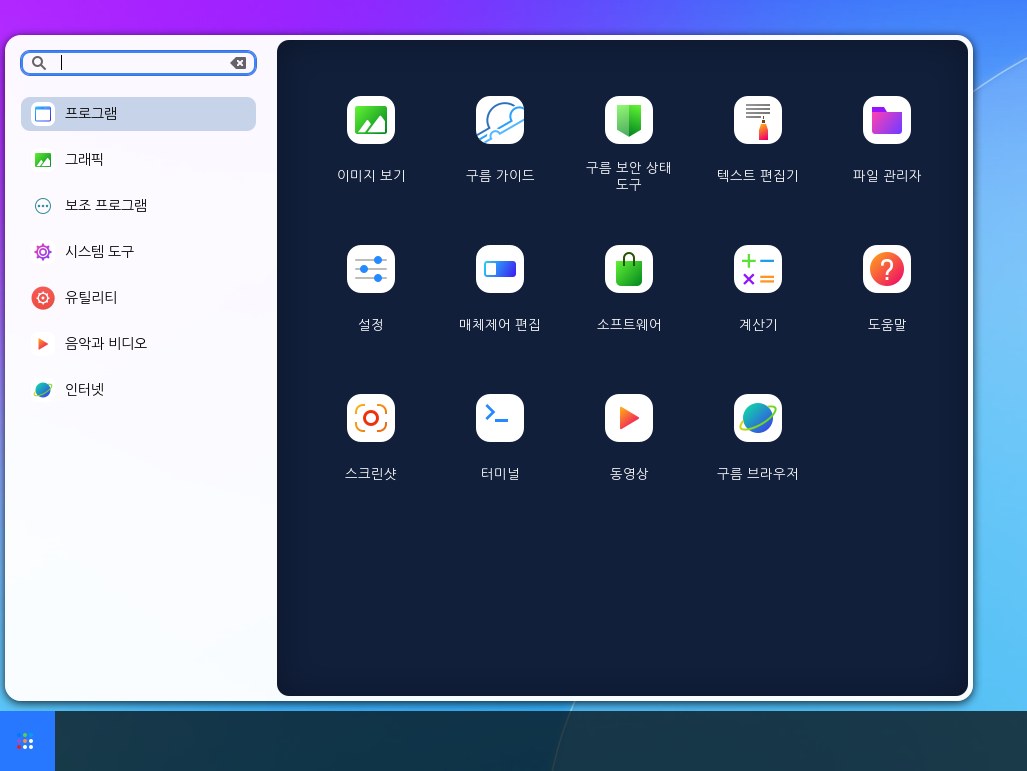 프로그램
그래픽
보조 프로그램
시스템 도구
유틸리티
음악과 비디오
인터넷
이미지 보기
구름 가이드
구름 보안 상태
도구
텍스트 편집기
파일 관리자
설정
매체제어 편집
소프트웨어
계산기
도움말
스크린샷
터미널
동영상
구름 브라우저